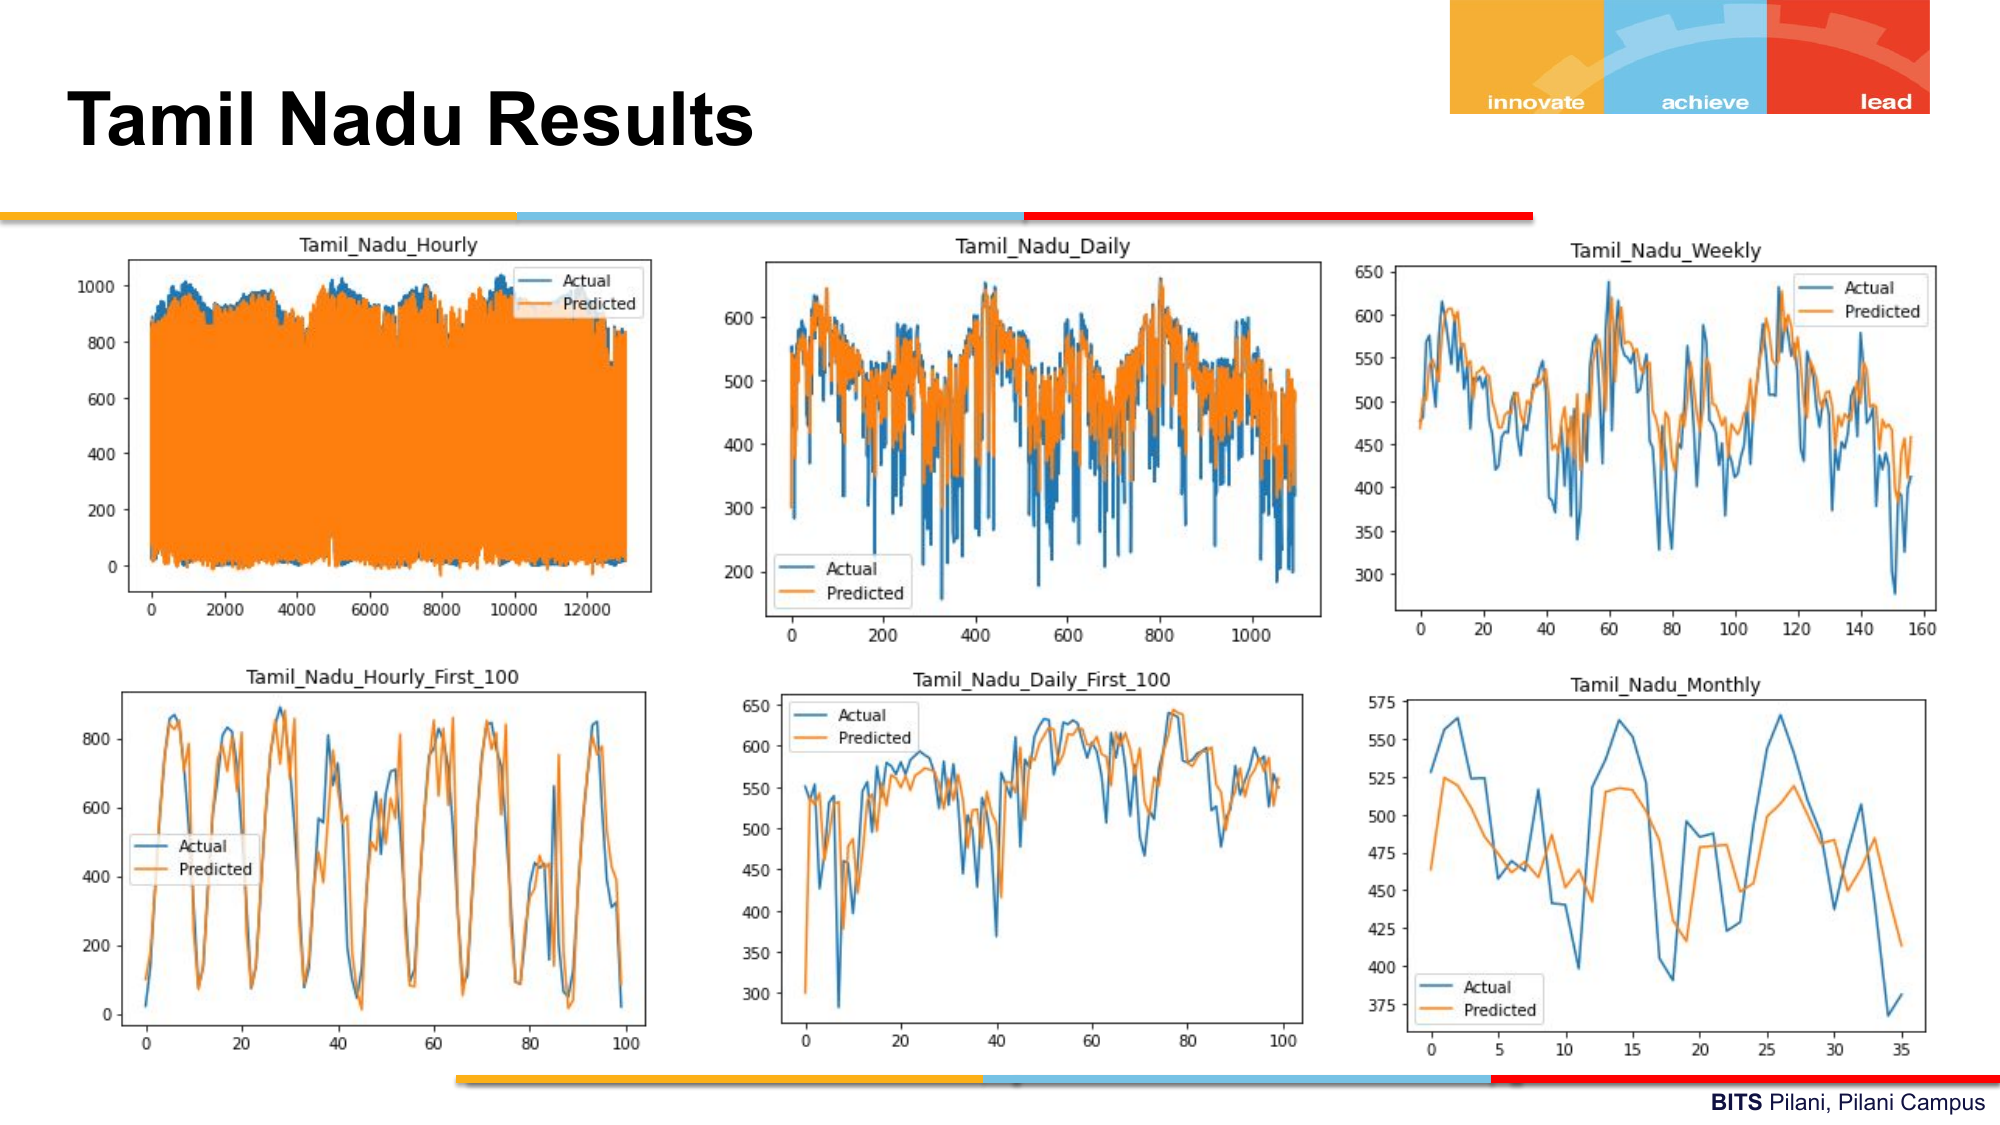 innovate achieve lead
Tamil Nadu Results
Tamil_Nadu_Hourly
1000
800
600
400
200
0
0 2000 4000 6000 8000 10000 12000
Actual
Predicted
Tamil_Nadu_Daily
600
500
400
300
200
0 200 400 600 800 1000
Actual
Predicted
Tamil_Nadu_Weekly
650
600
550
500
450
400
350
300
0 20 40 60 80 100 120 140 160
Actual
Predicted
Tamil_Nadu_Hourly_First_100
800
600
400
200
0
0 20 40 60 80 100
Actual
Predicted
Tamil_Nadu_Daily_First_100
650
600
550
500
450
400
350
300
0 20 40 60 80 100
Actual
Predicted
Tamil_Nadu_Monthly
575
550
525
500
475
450
425
400
375
0 5 10 15 20 25 30 35
Actual
Predicted
BITS Pilani, Pilani Campus